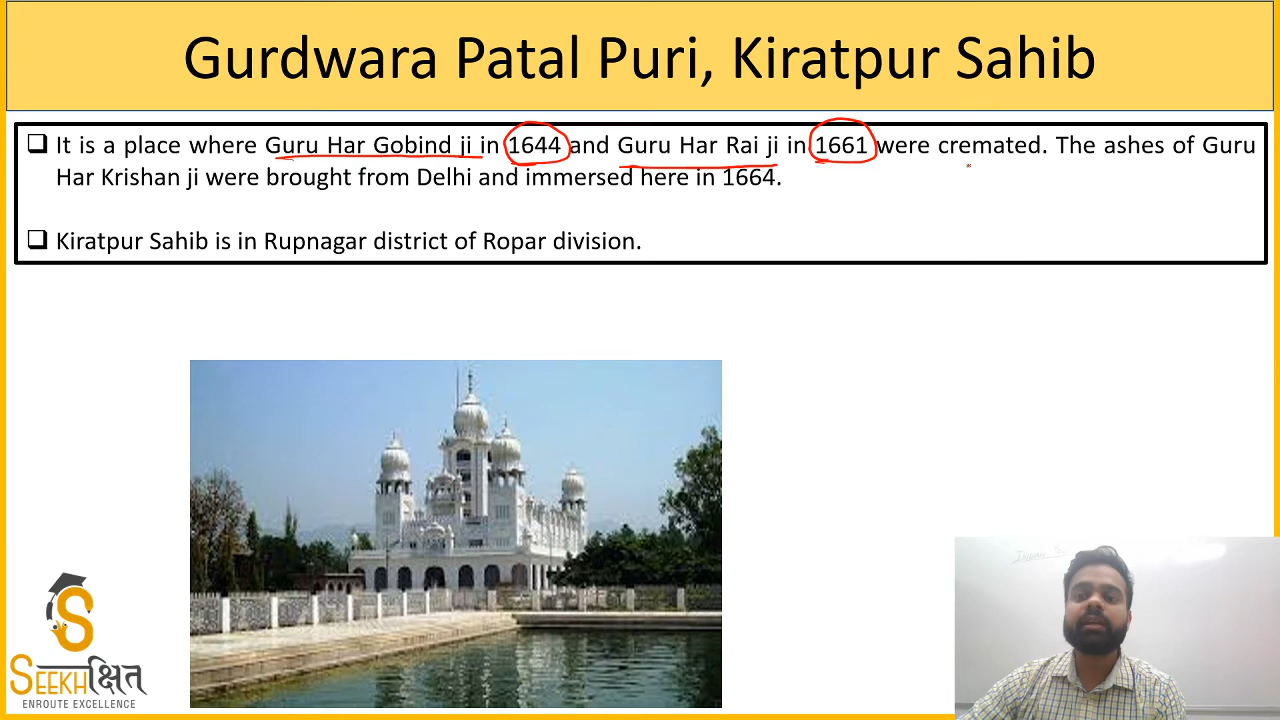 Gurdwara Patal Puri, Kiratpur Sahib
It is a place where Guru Har Gobind ji in 1644 and Guru Har Rai ji in 1661 were cremated. The ashes of Guru
Har Krishan ji were brought from Delhi and immersed here in 1664.
Kiratpur Sahib is in Rupnagar district of Ropar division.
SEEKHक्षित
ENROUTE EXCELLENCE